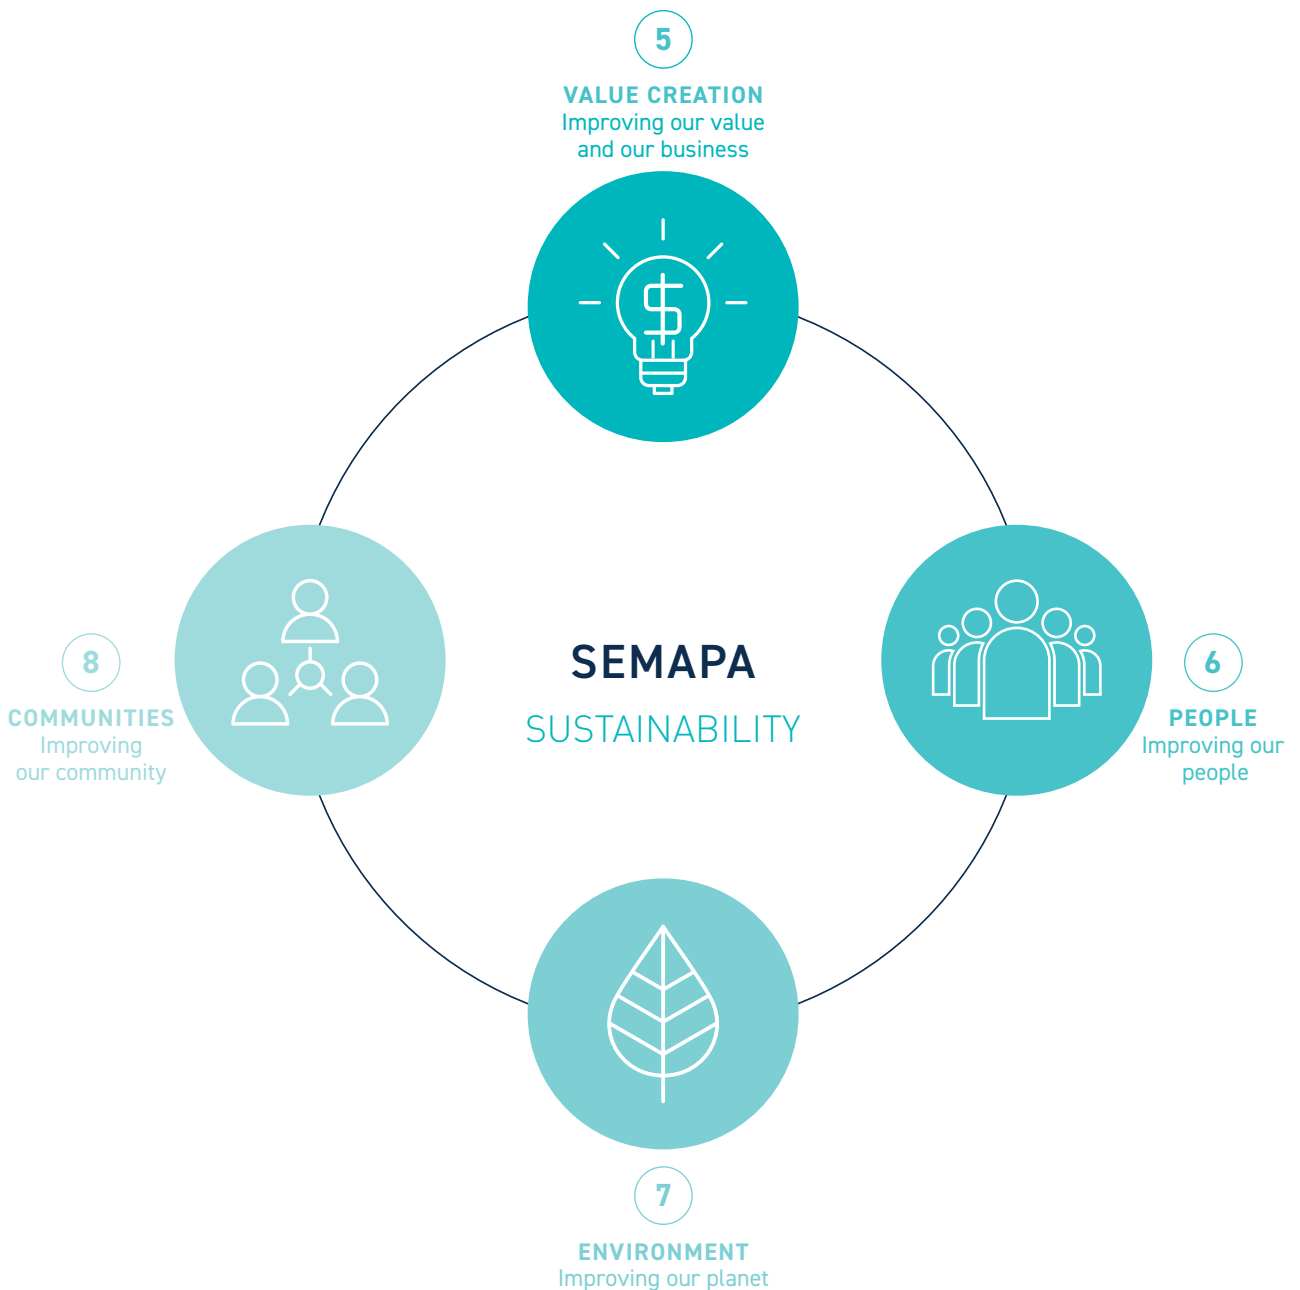 5
VALUE CREATION
Improving our value
and our business
8
COMMUNITIES
Improving
our community
SEMAPA
SUSTAINABILITY
6
PEOPLE
Improving our
people
7
ENVIRONMENT
Improving our planet